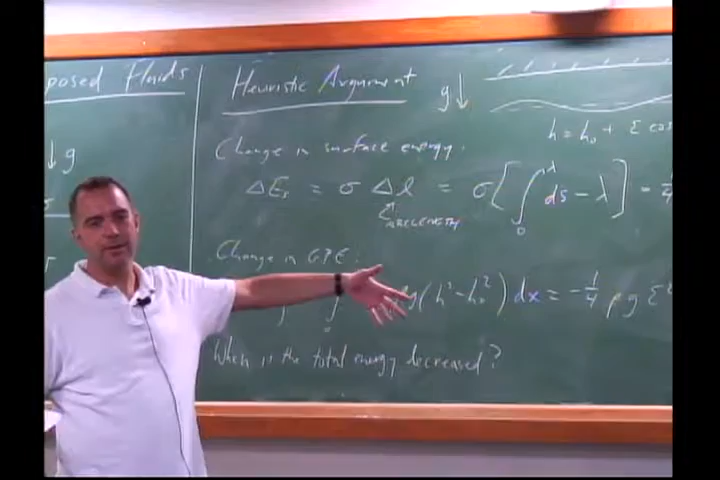 posed Fluids
↓g
Heuristic Argument
g↓
h = h₀ + ε cos
Change in surface energy:
ΔEₛ = σ Δl = σ[∫₀^λ ds − λ] =
ARCLENGTH
Change in GPE:
g(h² − h₀²) dx = −1/4 ρg ε²
When is the total energy decreased?